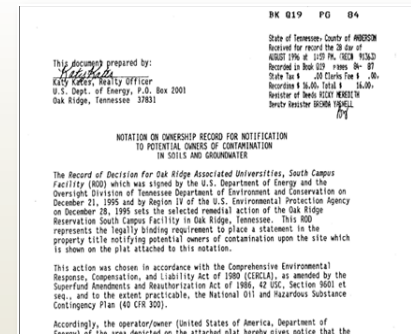 BK Q19 PG 84
State of Tennessee, County of ANDERSON
Received for record the 28 day of
AUGUST 1996 at 1:59 PM. (REC# 91363)
Recorded in Book Q19 pages 84- 87
State Tax $ .00 Clerks Fee $ .00,
Recording $ 16.00, Total $ 16.00,
Register of Deeds RICKY MEREDITH
Deputy Register BRENDA
This document prepared by:
Katy Kates
Katy Kates, Realty Officer
U.S. Dept. of Energy, P.O. Box 2001
Oak Ridge, Tennessee 37831
NOTATION ON OWNERSHIP RECORD FOR NOTIFICATION
TO POTENTIAL OWNERS OF CONTAMINATION
IN SOILS AND GROUNDWATER
The Record of Decision for Oak Ridge Associated Universities, South Campus
Facility (ROD) which was signed by the U.S. Department of Energy and the
Oversight Division of Tennessee Department of Environment and Conservation on
December 21, 1995 and by Region IV of the U.S. Environmental Protection Agency
on December 28, 1995 sets the selected remedial action of the Oak Ridge
Reservation South Campus Facility in Oak Ridge, Tennessee. This ROD
represents the legally binding requirement to place a statement in the
property title notifying potential owners of contamination upon the site which
is shown on the plat attached to this notation.
This action was chosen in accordance with the Comprehensive Environmental
Response, Compensation, and Liability Act of 1980 (CERCLA), as amended by the
Superfund Amendments and Reauthorization Act of 1986, 42 USC, Section 9601 et
seq., and to the extent practicable, the National Oil and Hazardous Substance
Contingency Plan (40 CFR 300).
Accordingly, the operator/owner (United States of America, Department of